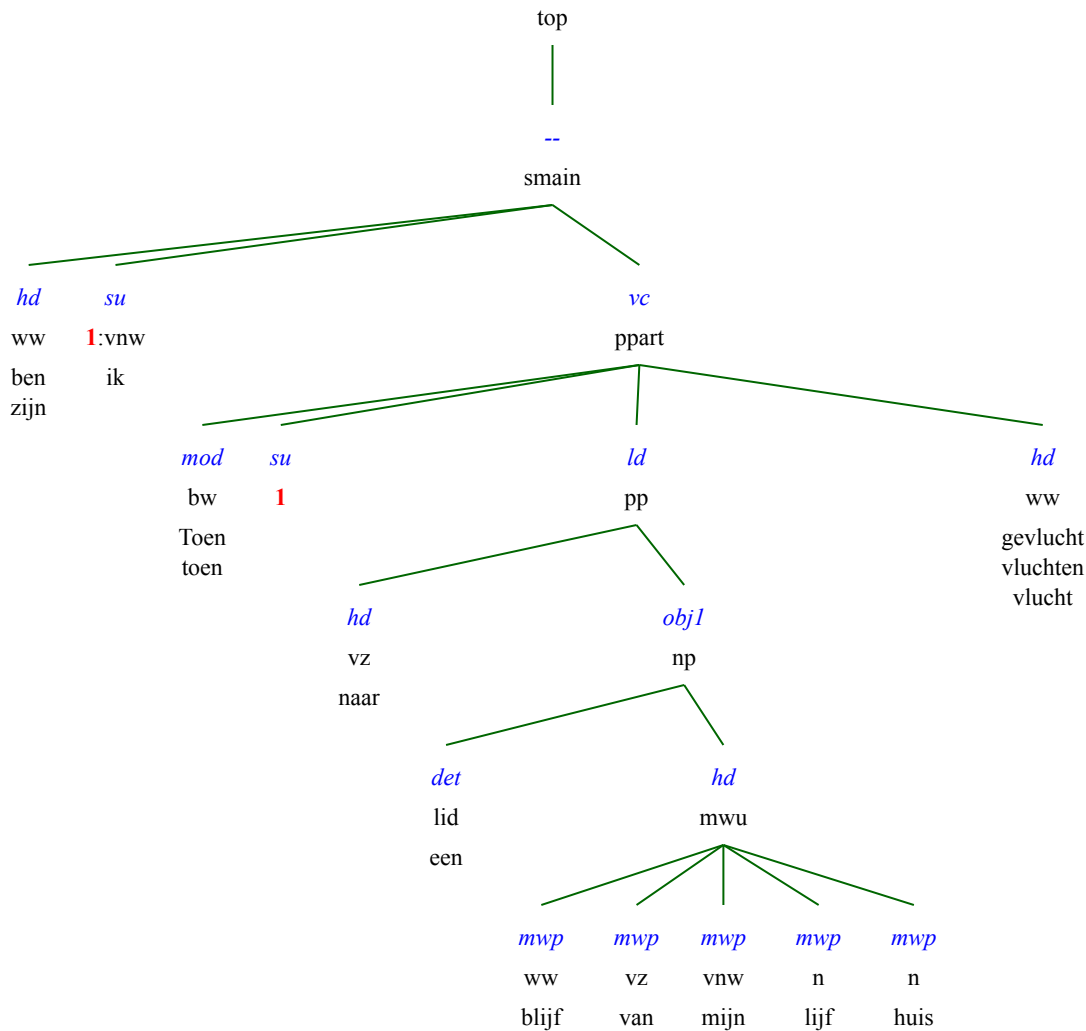 top
--
smain
hd su vc
ww 1:vnw ppart
ben ik
zijn
mod su ld hd
bw 1 pp ww
Toen gevlucht
toen vluchten
vlucht
hd obj1
vz np
naar
det hd
lid mwu
een
mwp mwp mwp mwp mwp
ww vz vnw n n
blijf van mijn lijf huis